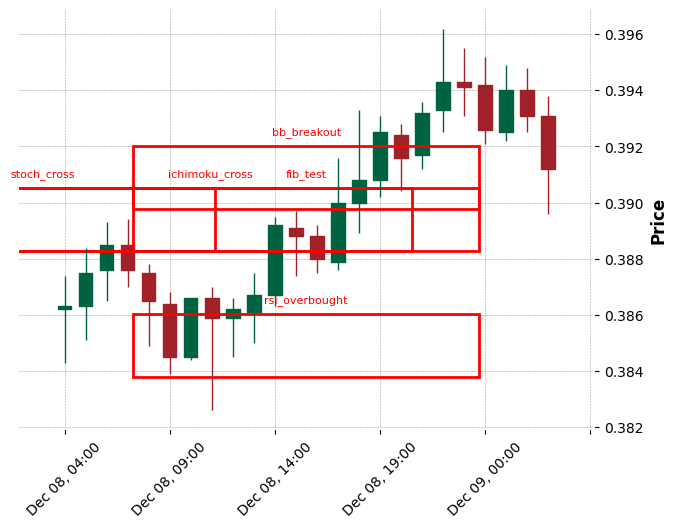 0.396
0.394
bb_breakout
0.392
stoch_cross ichimoku_cross fib_test
0.390
Price
0.388
0.386
rsi_overbought
0.384
0.382
Dec 08, 04:00
Dec 08, 09:00
Dec 08, 14:00
Dec 08, 19:00
Dec 09, 00:00